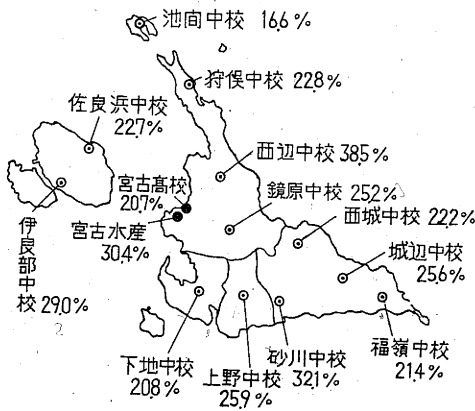 池間中校 16.6%
狩俣中校 22.8%
佐良浜中校
22.7%
西辺中校 38.5%
宮古高校
20.7%
鏡原中校 25.2%
宮古水産
30.4%
西城中校 22.2%
伊良部中校 29.0%
城辺中校
25.6%
下地中校
20.8%
上野中校
25.9%
砂川中校
32.1%
福嶺中校
21.4%